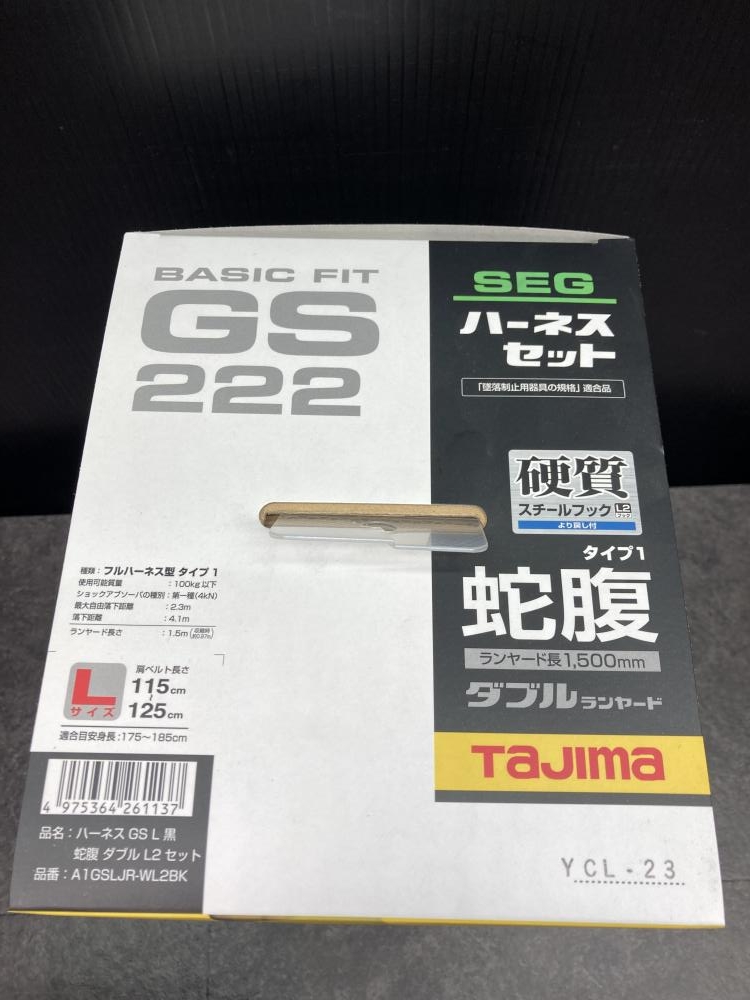 BASIC FIT
GS
222
SEG
ハーネス
セット
「墜落制止用器具の規格」適合品
硬質
スチールフック L2
フック
より戻し付
タイプ1
蛇腹
ランヤード長1,500mm
ダブルランヤード
TaJIma
種類：フルハーネス型 タイプ 1
使用可能質量 ：100kg以下
ショックアブソーバの種別：第一種(4kN)
最大自由落下距離 ：2.3m
落下距離 ：4.1m
ランヤード長さ ：1.5m
L
サイズ
肩ベルト長さ
115cm
~
125cm
適合目安身長：175〜185cm
4 975364 261137
品名：ハーネス GS L 黒
蛇腹 ダブル L2 セット
品番：A1GSLJR-WL2BK
YCL-23